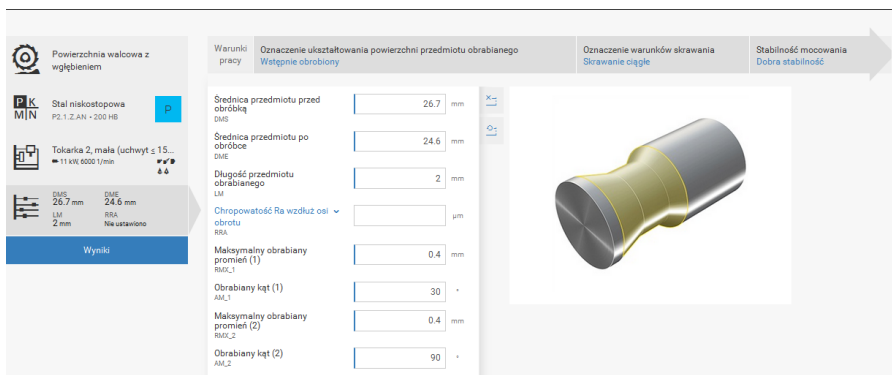 Powierzchnia walcowa z
wgłębieniem
P K
M N
Stal niskostopowa
P2.1.Z.AN • 200 HB
P
Tokarka 2, mała (uchwyt ≤ 15...
11 kW, 6000 1/min
DMS
26.7 mm
DME
24.6 mm
LM
2 mm
RRA
Nie ustawiono
Wyniki
Warunki
pracy
Oznaczenie ukształtowania powierzchni przedmiotu obrabianego
Wstępnie obrobiony
Oznaczenie warunków skrawania
Skrawanie ciągłe
Stabilność mocowania
Dobra stabilność
Średnica przedmiotu przed
obróbką
DMS
26.7 mm
Średnica przedmiotu po
obróbce
DME
24.6 mm
Długość przedmiotu
obrabianego
LM
2 mm
Chropowatość Ra wzdłuż osi
obrotu
RRA
µm
Maksymalny obrabiany
promień (1)
RMX_1
0.4 mm
Obrabiany kąt (1)
AM_1
30 °
Maksymalny obrabiany
promień (2)
RMX_2
0.4 mm
Obrabiany kąt (2)
AM_2
90 °